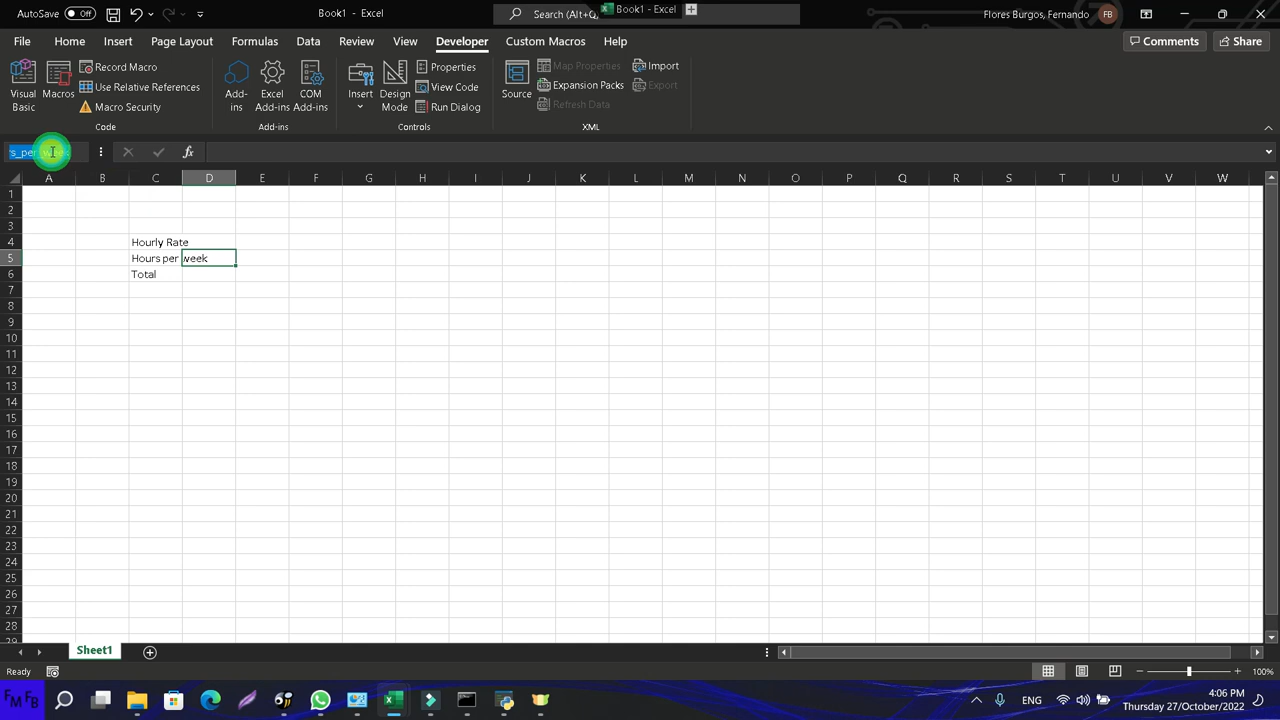 AutoSave Off Book1 - Excel Search (Alt+Q) Book1 - Excel Flores Burgos, Fernando FB
File Home Insert Page Layout Formulas Data Review View Developer Custom Macros Help Comments Share
Visual Basic
Macros
Record Macro
Use Relative References
Macro Security
Code
Add-ins
Excel Add-ins
COM Add-ins
Add-ins
Insert
Design Mode
Properties
View Code
Run Dialog
Controls
Source
Map Properties
Expansion Packs
Refresh Data
Import
Export
XML
rs_per_week fx
A B C D E F G H I J K L M N O P Q R S T U V W
1
2
3
4 Hourly Rate
5 Hours per week
6 Total
7
8
9
10
11
12
13
14
15
16
17
18
19
20
21
22
23
24
25
26
27
28
29
Sheet1
Ready 100%
FM FB ENG 4:06 PM
Thursday 27/October/2022